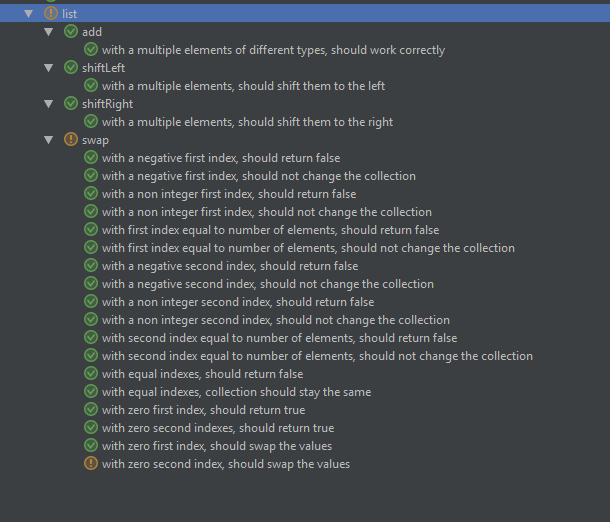 list
add
with a multiple elements of different types, should work correctly
shiftLeft
with a multiple elements, should shift them to the left
shiftRight
with a multiple elements, should shift them to the right
swap
with a negative first index, should return false
with a negative first index, should not change the collection
with a non integer first index, should return false
with a non integer first index, should not change the collection
with first index equal to number of elements, should return false
with first index equal to number of elements, should not change the collection
with a negative second index, should return false
with a negative second index, should not change the collection
with a non integer second index, should return false
with a non integer second index, should not change the collection
with second index equal to number of elements, should return false
with second index equal to number of elements, should not change the collection
with equal indexes, should return false
with equal indexes, collection should stay the same
with zero first index, should return true
with zero second indexes, should return true
with zero first index, should swap the values
with zero second index, should swap the values